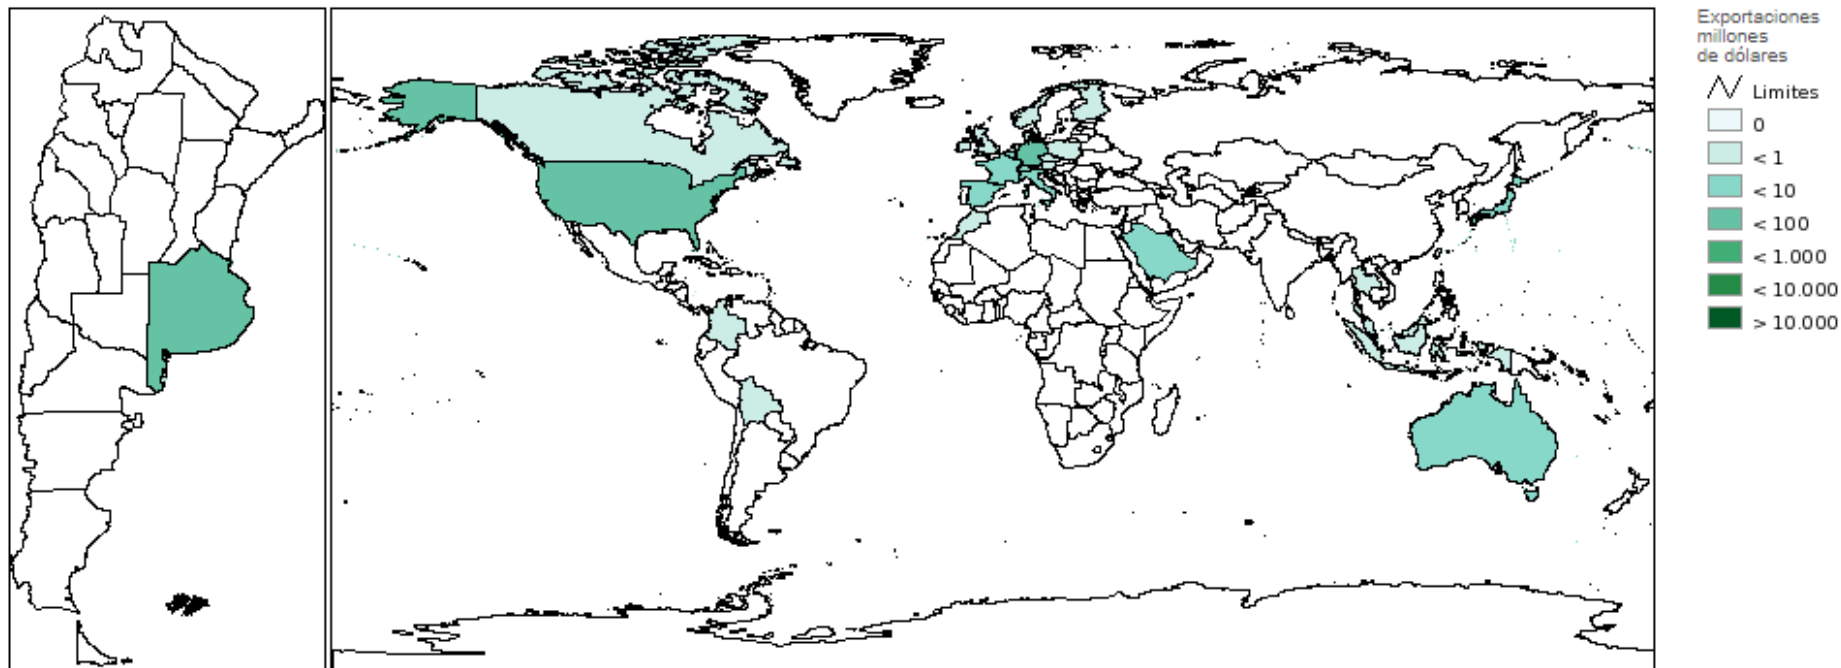 Exportaciones
millones
de dólares
Limites
0
< 1
< 10
< 100
< 1.000
< 10.000
> 10.000